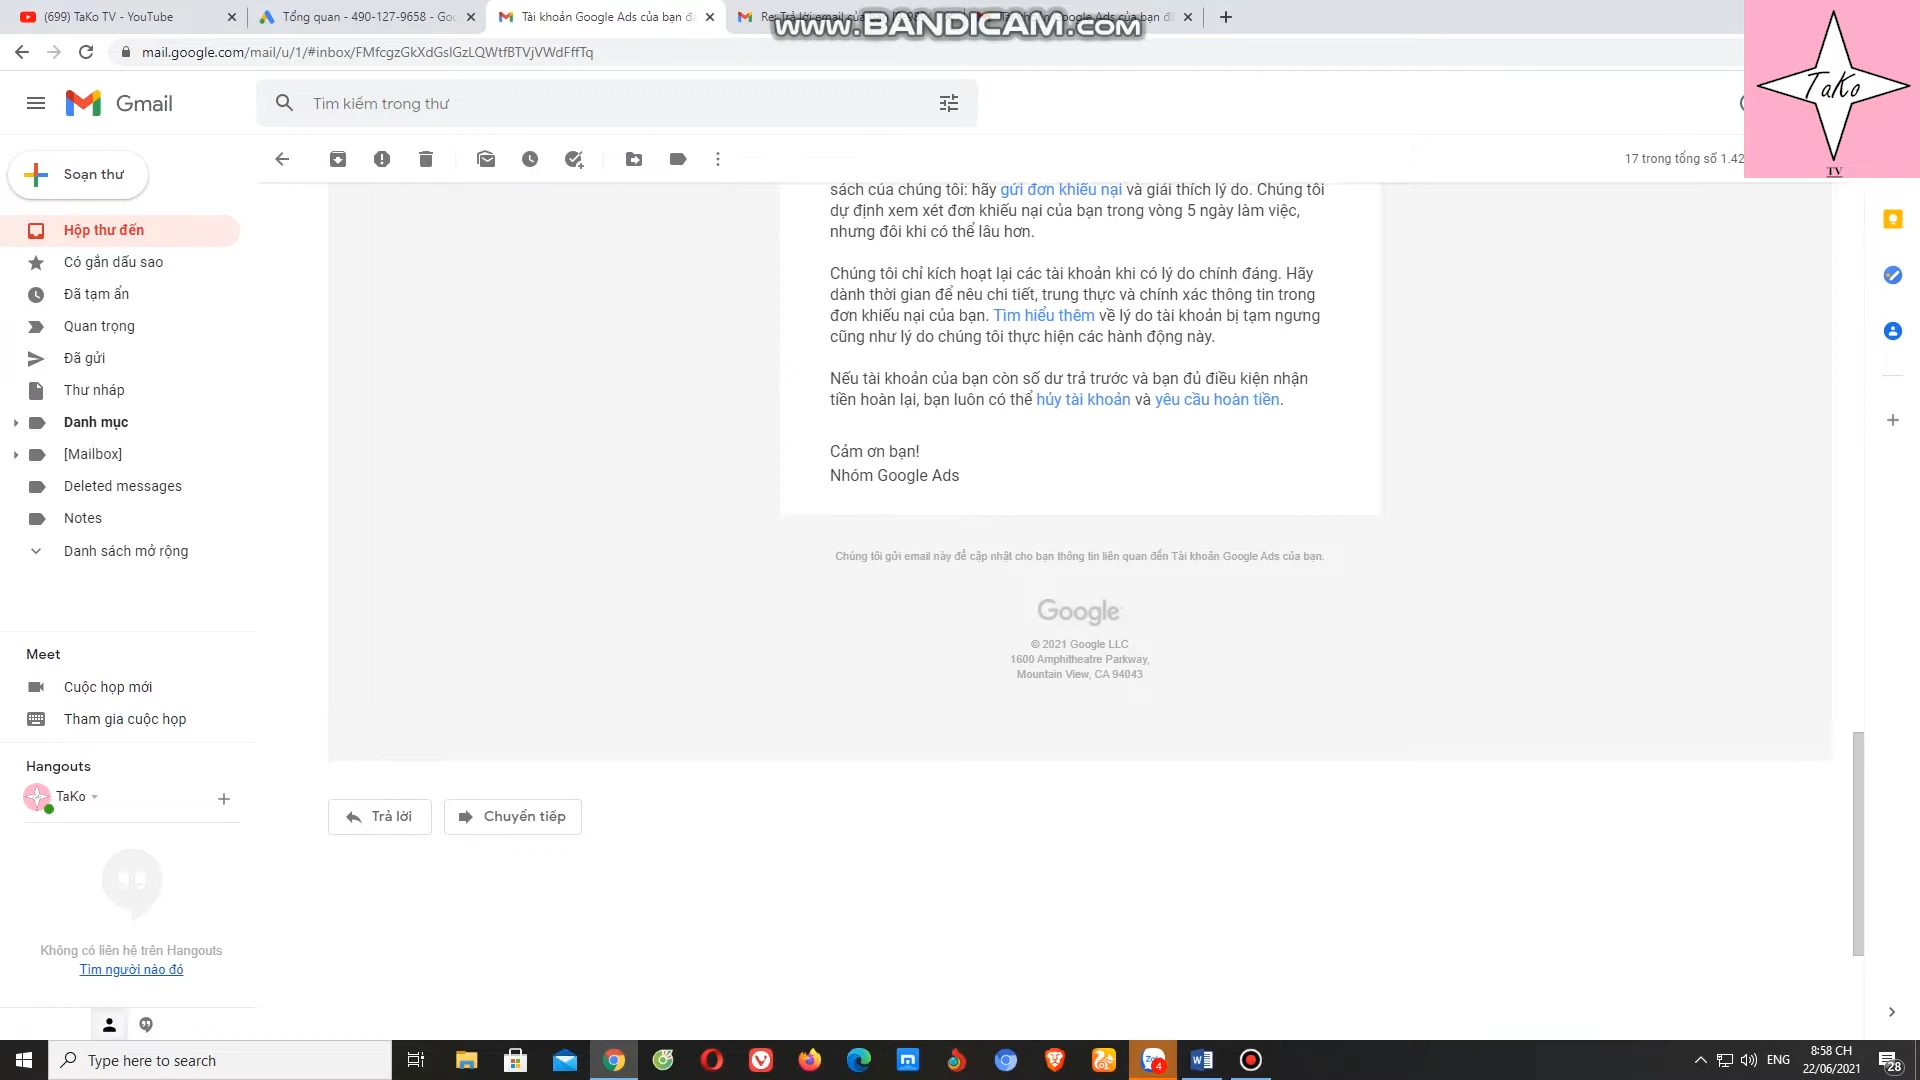 (699) TaKo TV - YouTube
Tổng quan - 490-127-9658 - Goo
Tài khoản Google Ads của bạn đã
www.BANDICAM.com
mail.google.com/mail/u/1/#inbox/FMfcgzGkXdGslGzLQWtfBTVjVWdFffTq
TaKo
TV
Gmail
Tìm kiếm trong thư
17 trong tổng số 1.42
Soạn thư
Hộp thư đến
Có gắn dấu sao
Đã tạm ẩn
Quan trọng
Đã gửi
Thư nháp
Danh mục
[Mailbox]
Deleted messages
Notes
Danh sách mở rộng
Meet
Cuộc họp mới
Tham gia cuộc họp
Hangouts
TaKo
Không có liên hệ trên Hangouts
Tìm người nào đó
sách của chúng tôi: hãy gửi đơn khiếu nại và giải thích lý do. Chúng tôi
dự định xem xét đơn khiếu nại của bạn trong vòng 5 ngày làm việc,
nhưng đôi khi có thể lâu hơn.
Chúng tôi chỉ kích hoạt lại các tài khoản khi có lý do chính đáng. Hãy
dành thời gian để nêu chi tiết, trung thực và chính xác thông tin trong
đơn khiếu nại của bạn. Tìm hiểu thêm về lý do tài khoản bị tạm ngưng
cũng như lý do chúng tôi thực hiện các hành động này.
Nếu tài khoản của bạn còn số dư trả trước và bạn đủ điều kiện nhận
tiền hoàn lại, bạn luôn có thể hủy tài khoản và yêu cầu hoàn tiền.
Cảm ơn bạn!
Nhóm Google Ads
Chúng tôi gửi email này để cập nhật cho bạn thông tin liên quan đến Tài khoản Google Ads của bạn.
Google
© 2021 Google LLC
1600 Amphitheatre Parkway,
Mountain View, CA 94043
Trả lời
Chuyển tiếp
Type here to search
Zalo
4
ENG
8:58 CH
22/06/2021
28